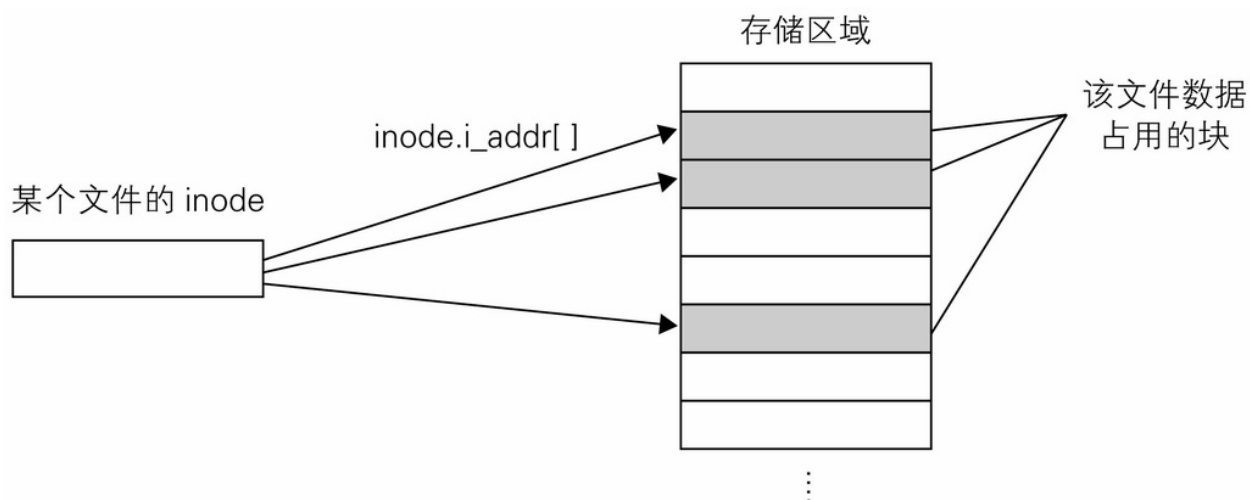 存储区域
该文件数据
占用的块
inode.i_addr[ ]
某个文件的 inode
⋮